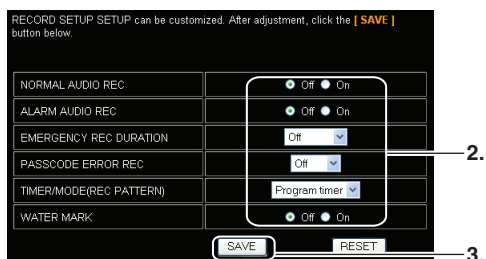 RECORD SETUP SETUP can be customized. After adjustment, click the [ SAVE ]
button below.
NORMAL AUDIO REC Off On
ALARM AUDIO REC Off On
EMERGENCY REC DURATION Off
PASSCODE ERROR REC Off
2.
TIMER/MODE(REC PATTERN) Program timer
WATER MARK Off On
SAVE RESET
3.